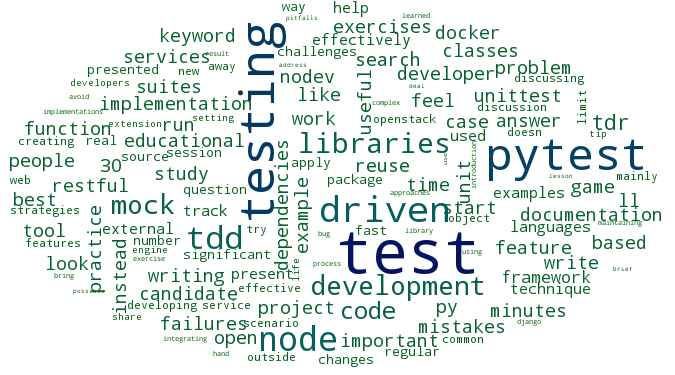 way
help
pitfalls
learned
keyword
exercises
docker
effectively
services
result
challenges
search
classes
presented
new
away
address
nodev
developer
problem
developers
suites
useful
deal
discussing
avoid
implementation
like
complex
unittest
limit
implementations
extension
setting
testing
work
openstack
feel
discussion
tdr
function
run
libraries
case
used
answer
doesn
tip
creating
real
educational
pytest
people
30
source
session
dependencies
apply
reuse
unit
use
introduction
web
study
example
package
time
examples
game
lesson
mainly
restful
question
approaches
best
mock
driven
start
ll
strategies
practice
track
object
documentation
tool
external
try
bug
fast
library
languages
maintaining
features
instead
number
tdd
test
feature
based
engine
exercise
significant
life
process
using
brief
look
writing
present
development
write
bring
framework
possible
candidate
effective
technique
developing
service
project
code
py
minutes
share
failures
scenario
node
important
mistakes
django
integrating
open
common
hand
outside
changes
regular